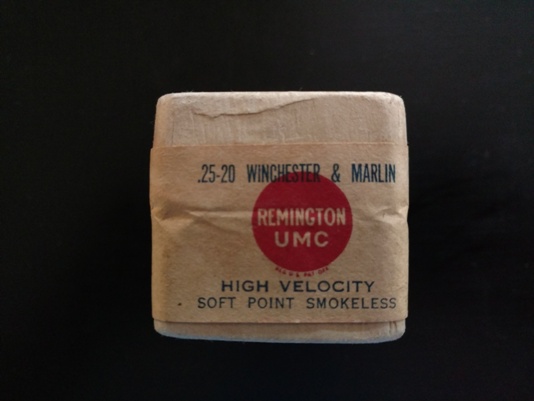 .25-20 WINCHESTER & MARLIN
REMINGTON
UMC
HIGH VELOCITY
SOFT POINT SMOKELESS